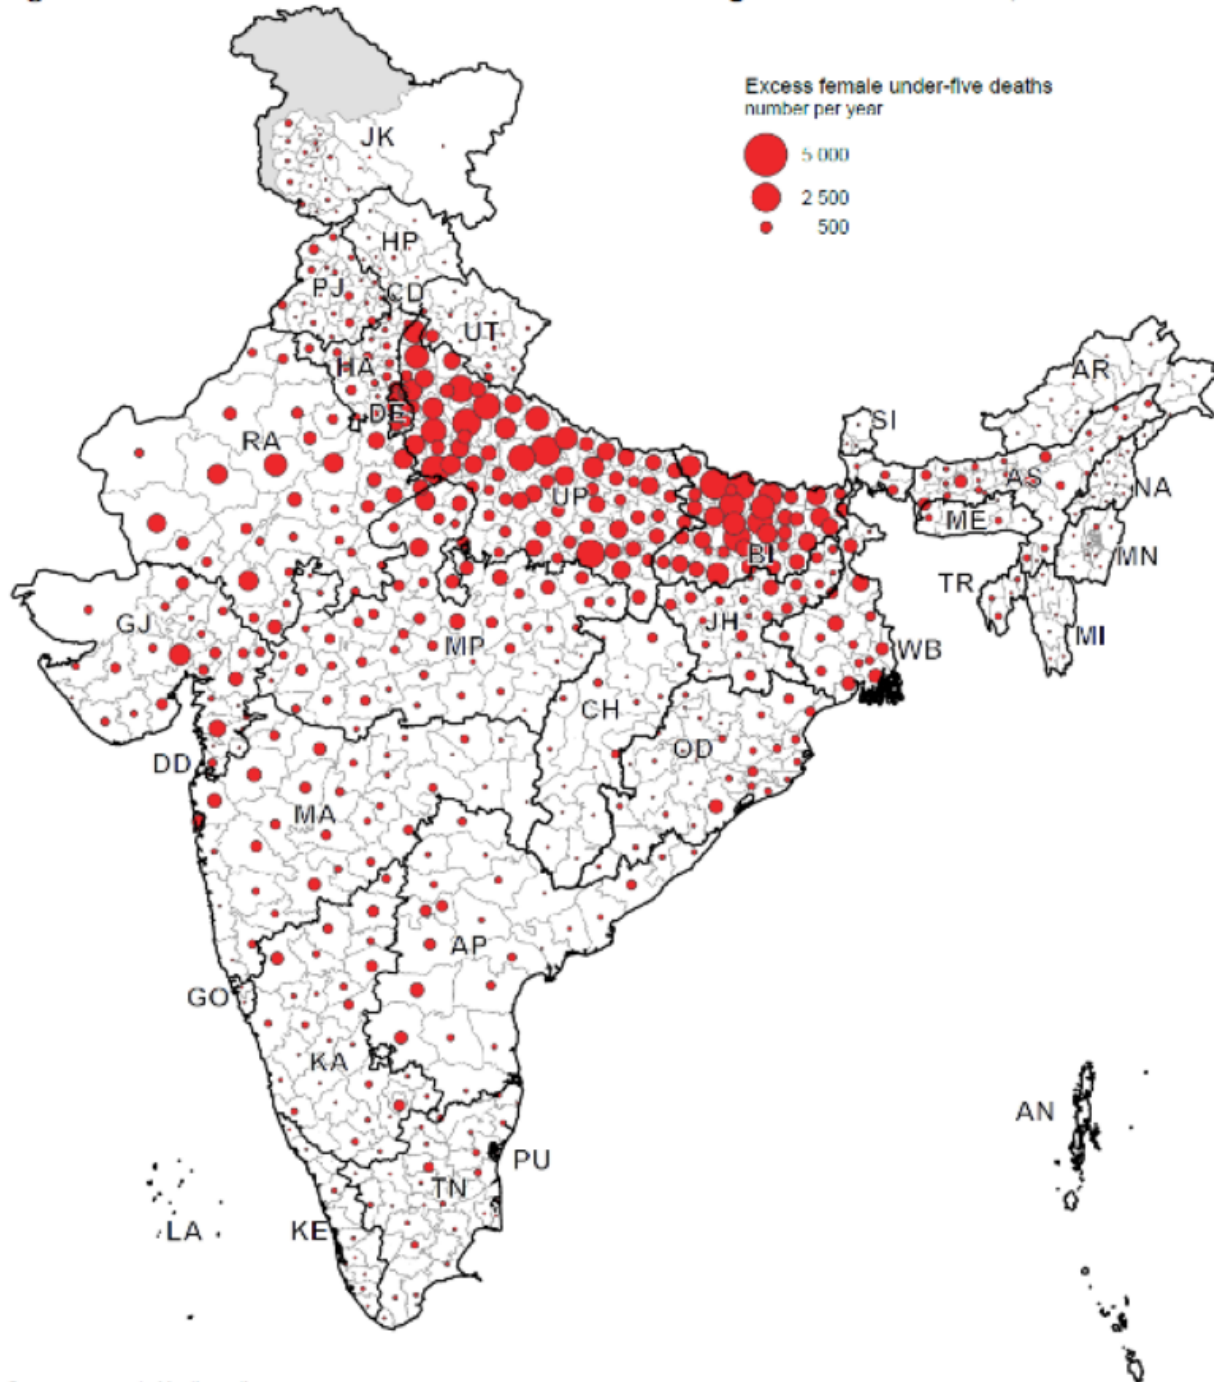 Excess female under-five deaths
number per year
5 000
2 500
500
JK
HP
PJ
CD
UT
HA
DE
RA
UP
BI
SI
AR
AS
NA
ME
MN
TR
MI
GJ
MP
JH
WB
CH
OD
DD
MA
AP
GO
KA
AN
PU
TN
LA
KE